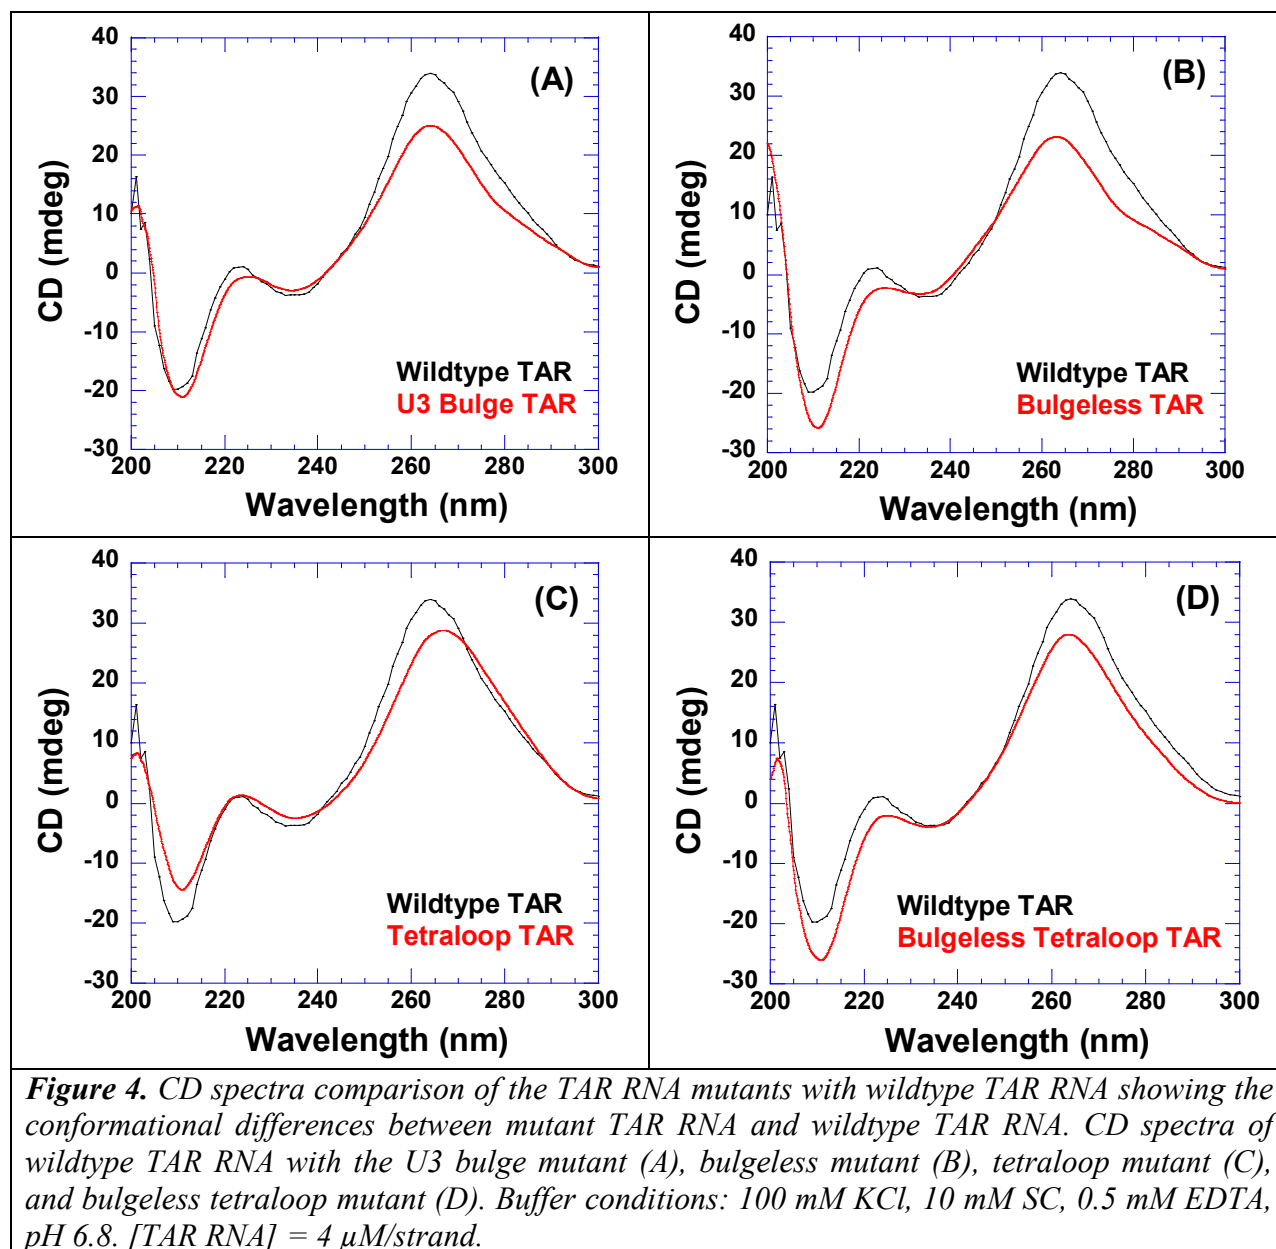 40
30
20
10
0
-10
-20
-30
CD (mdeg)
(A)
Wildtype TAR
U3 Bulge TAR
200 220 240 260 280 300
Wavelength (nm)
40
30
20
10
0
-10
-20
-30
CD (mdeg)
(B)
Wildtype TAR
Bulgeless TAR
200 220 240 260 280 300
Wavelength (nm)
40
30
20
10
0
-10
-20
-30
CD (mdeg)
(C)
Wildtype TAR
Tetraloop TAR
200 220 240 260 280 300
Wavelength (nm)
40
30
20
10
0
-10
-20
-30
CD (mdeg)
(D)
Wildtype TAR
Bulgeless Tetraloop TAR
200 220 240 260 280 300
Wavelength (nm)
Figure 4. CD spectra comparison of the TAR RNA mutants with wildtype TAR RNA showing the
conformational differences between mutant TAR RNA and wildtype TAR RNA. CD spectra of
wildtype TAR RNA with the U3 bulge mutant (A), bulgeless mutant (B), tetraloop mutant (C),
and bulgeless tetraloop mutant (D). Buffer conditions: 100 mM KCl, 10 mM SC, 0.5 mM EDTA,
pH 6.8. [TAR RNA] = 4 µM/strand.